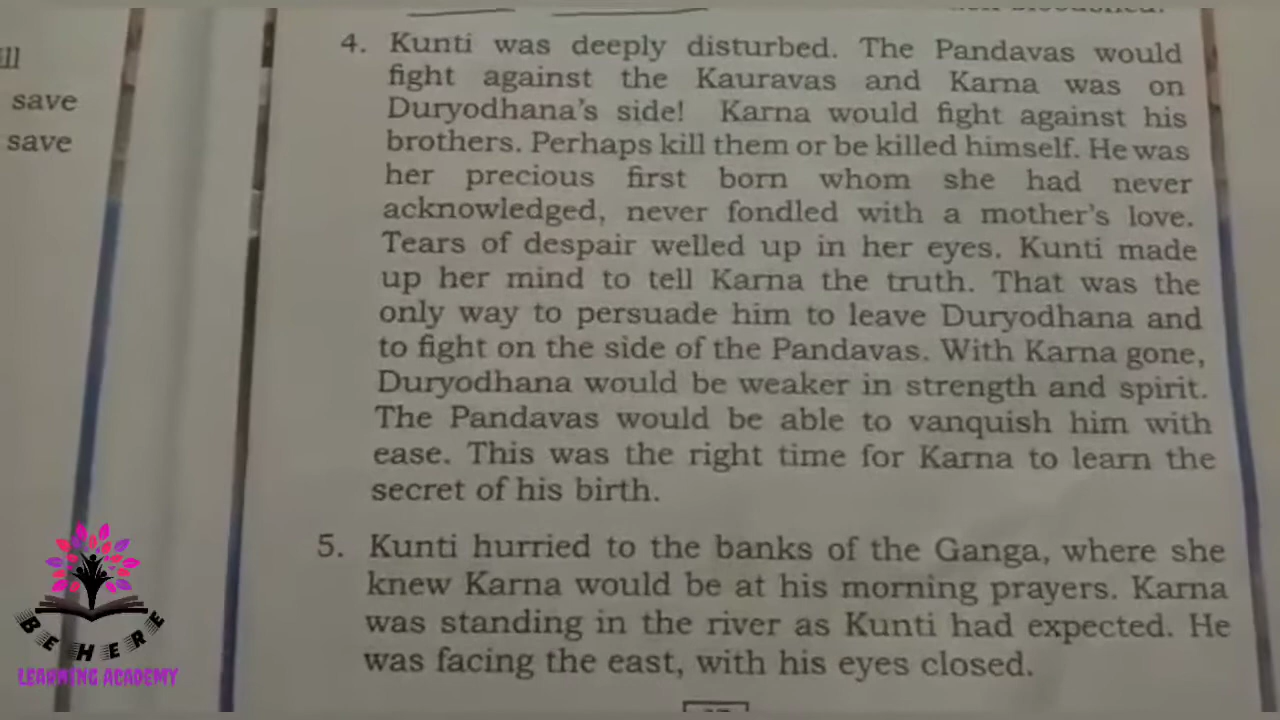 ill
save
save
4. Kunti was deeply disturbed. The Pandavas would
fight against the Kauravas and Karna was on
Duryodhana's side! Karna would fight against his
brothers. Perhaps kill them or be killed himself. He was
her precious first born whom she had never
acknowledged, never fondled with a mother's love.
Tears of despair welled up in her eyes. Kunti made
up her mind to tell Karna the truth. That was the
only way to persuade him to leave Duryodhana and
to fight on the side of the Pandavas. With Karna gone,
Duryodhana would be weaker in strength and spirit.
The Pandavas would be able to vanquish him with
ease. This was the right time for Karna to learn the
secret of his birth.
5. Kunti hurried to the banks of the Ganga, where she
knew Karna would be at his morning prayers. Karna
was standing in the river as Kunti had expected. He
was facing the east, with his eyes closed.
BE HERE
LEARNING ACADEMY